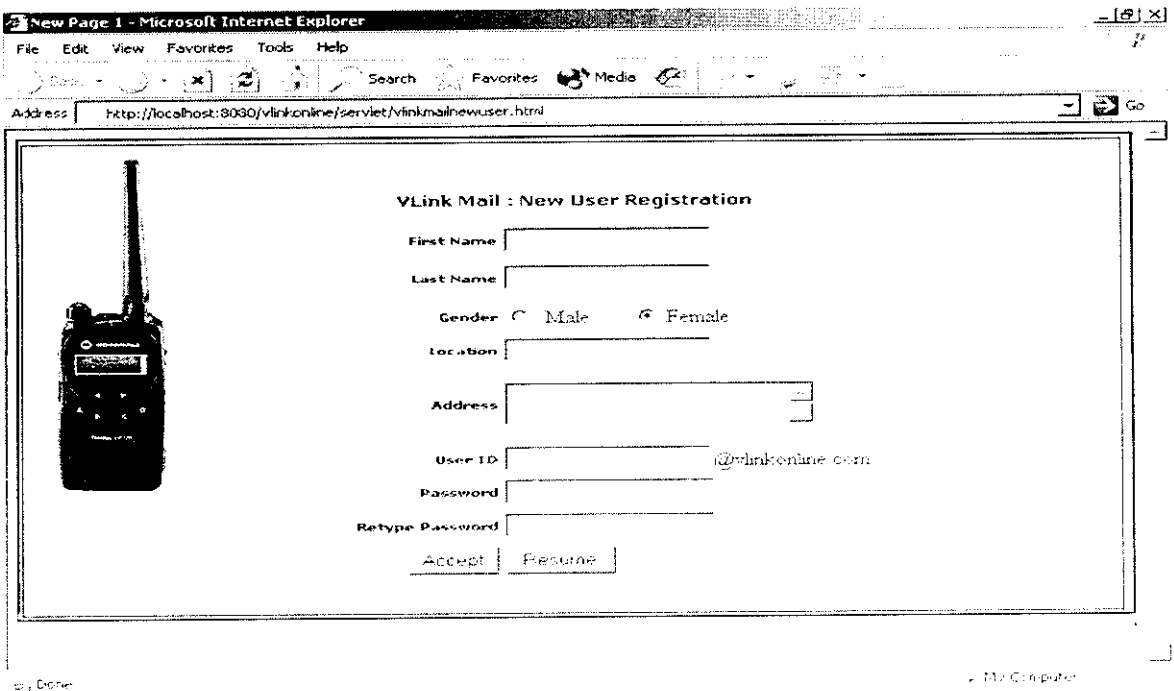 New Page 1 - Microsoft Internet Explorer
File Edit View Favorites Tools Help
Search Favorites Media
Address http://localhost:8080/vlinkonline/servlet/vlinkmailnewuser.html Go
VLink Mail : New User Registration
First Name
Last Name
Gender Male Female
Location
Address
User ID @vlinkonline.com
Password
Retype Password
Accept Resume
Done My Computer